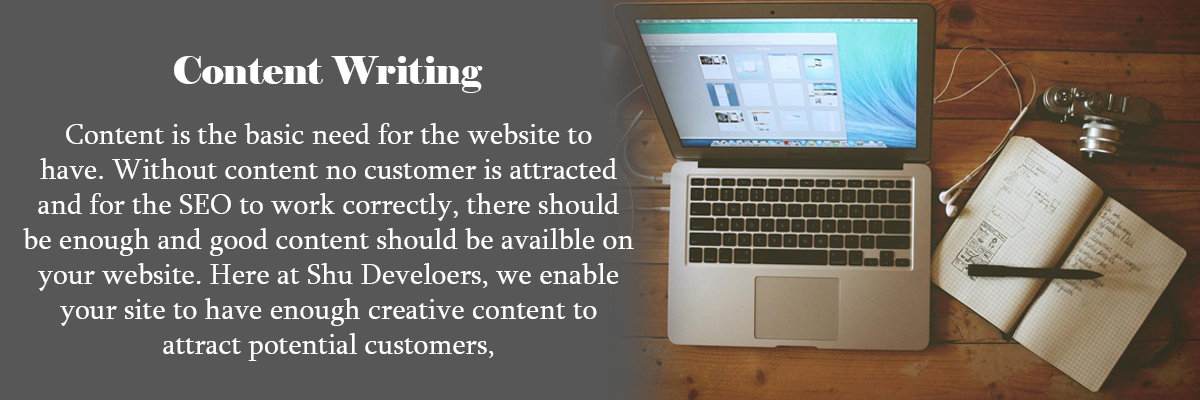 Content Writing
Content is the basic need for the website to
have. Without content no customer is attracted
and for the SEO to work correctly, there should
be enough and good content should be availble on
your website. Here at Shu Develoers, we enable
your site to have enough creative content to
attract potential customers,